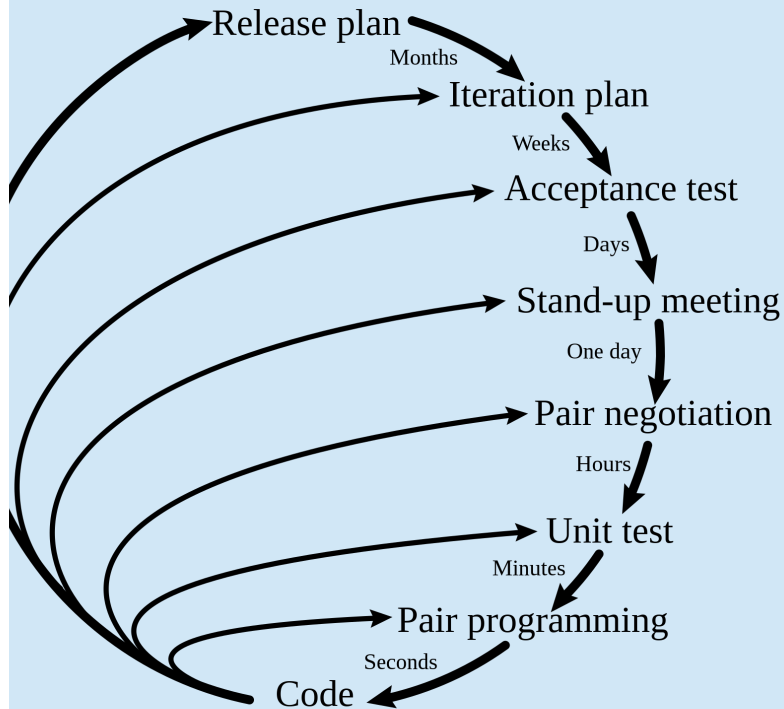 Release plan
Months
Iteration plan
Weeks
Acceptance test
Days
Stand-up meeting
One day
Pair negotiation
Hours
Unit test
Minutes
Pair programming
Seconds
Code